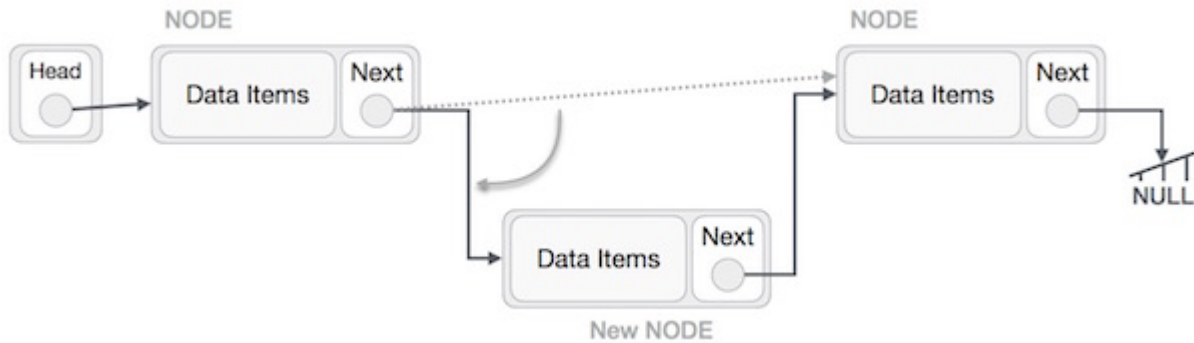 NODE
NODE
Head
Data Items
Next
Data Items
Next
NULL
Data Items
Next
New NODE